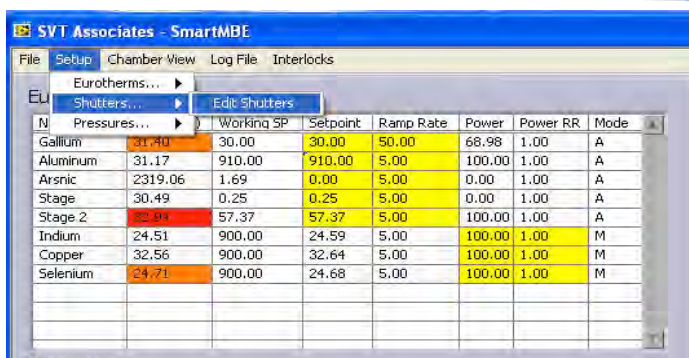 SVT Associates - SmartMBE
File Setup Chamber View Log File Interlocks
Eurotherms...
Shutters... Edit Shutters
Pressures... Working SP Setpoint Ramp Rate Power Power RR Mode
Gallium 31.40 30.00 30.00 50.00 68.98 1.00 A
Aluminum 31.17 910.00 910.00 5.00 100.00 1.00 A
Arsnic 2319.06 1.69 0.00 5.00 0.00 1.00 A
Stage 30.49 0.25 0.25 5.00 0.00 1.00 A
Stage 2 57.37 57.37 5.00 100.00 1.00 A
Indium 24.51 900.00 24.59 5.00 100.00 1.00 M
Copper 32.56 900.00 32.64 5.00 100.00 1.00 M
Selenium 24.71 900.00 24.68 5.00 100.00 1.00 M